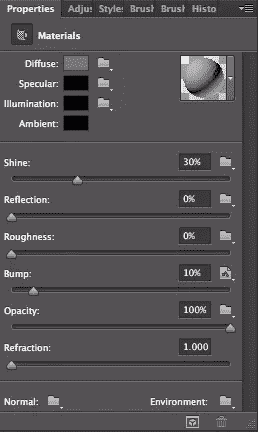 Properties Adjus Styles Brush Brush Histo
Materials
Diffuse:
Specular:
Illumination:
Ambient:
Shine: 30%
Reflection: 0%
Roughness: 0%
Bump: 10%
Opacity: 100%
Refraction: 1.000
Normal: Environment: